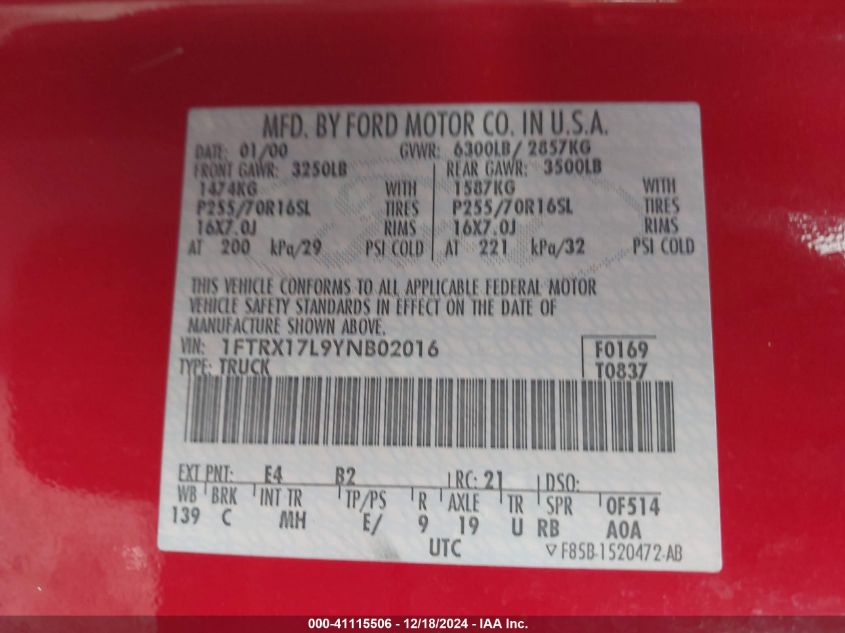 MFD. BY FORD MOTOR CO. IN U.S.A.
DATE: 01/00 GVWR: 6300LB/ 2857KG
FRONT GAWR: 3250LB REAR GAWR: 3500LB
1474KG WITH 1587KG WITH
P255/70R16SL TIRES P255/70R16SL TIRES
16X7.0J RIMS 16X7.0J RIMS
AT 200 kPa/29 PSI COLD AT 221 kPa/32 PSI COLD
THIS VEHICLE CONFORMS TO ALL APPLICABLE FEDERAL MOTOR
VEHICLE SAFETY STANDARDS IN EFFECT ON THE DATE OF
MANUFACTURE SHOWN ABOVE.
VIN: 1FTRX17L9YNB02016 F0169
TYPE: TRUCK T0837
EXT PNT: E4 B2 RC: 21 DSO:
WB BRK INT TR TP/PS R AXLE TR SPR 0F514
139 C MH E/ 9 19 U RB A0A
UTC ▽F85B-1520472-AB
000-41115506 - 12/18/2024 - IAA Inc.